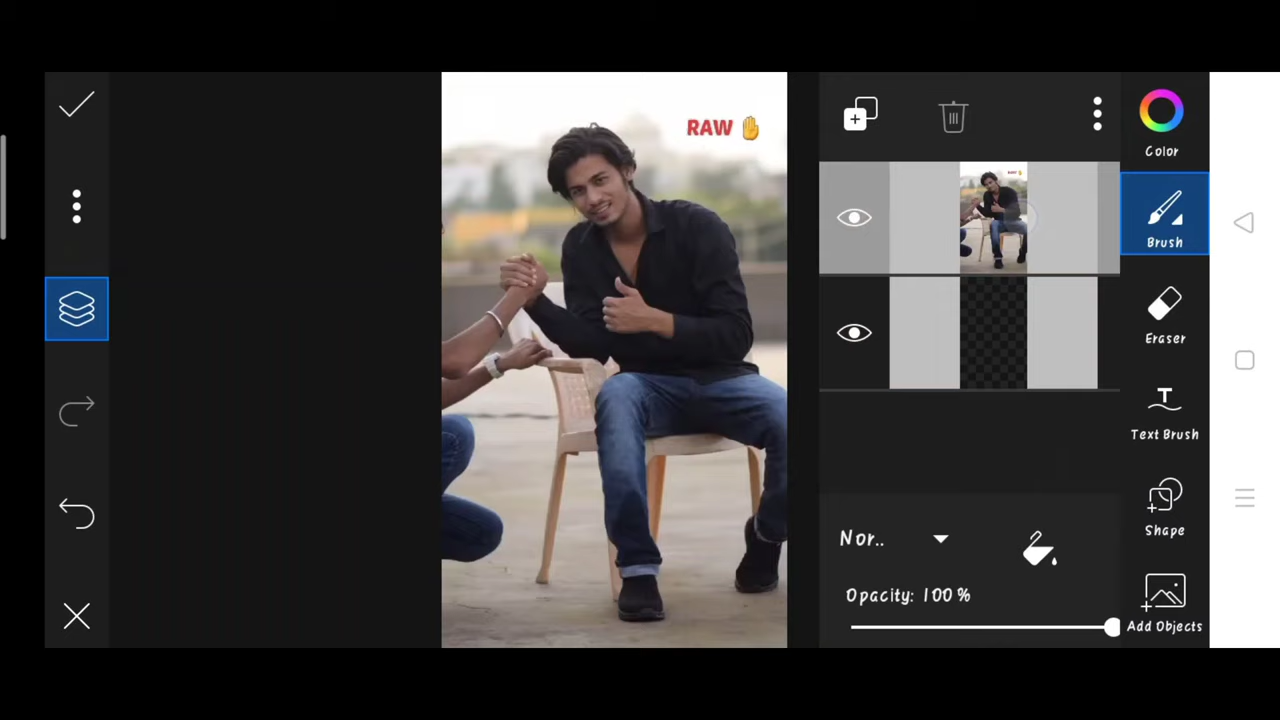 RAW ✋
Color
Brush
Eraser
Text Brush
Shape
Nor..
Opacity: 100%
Add Objects